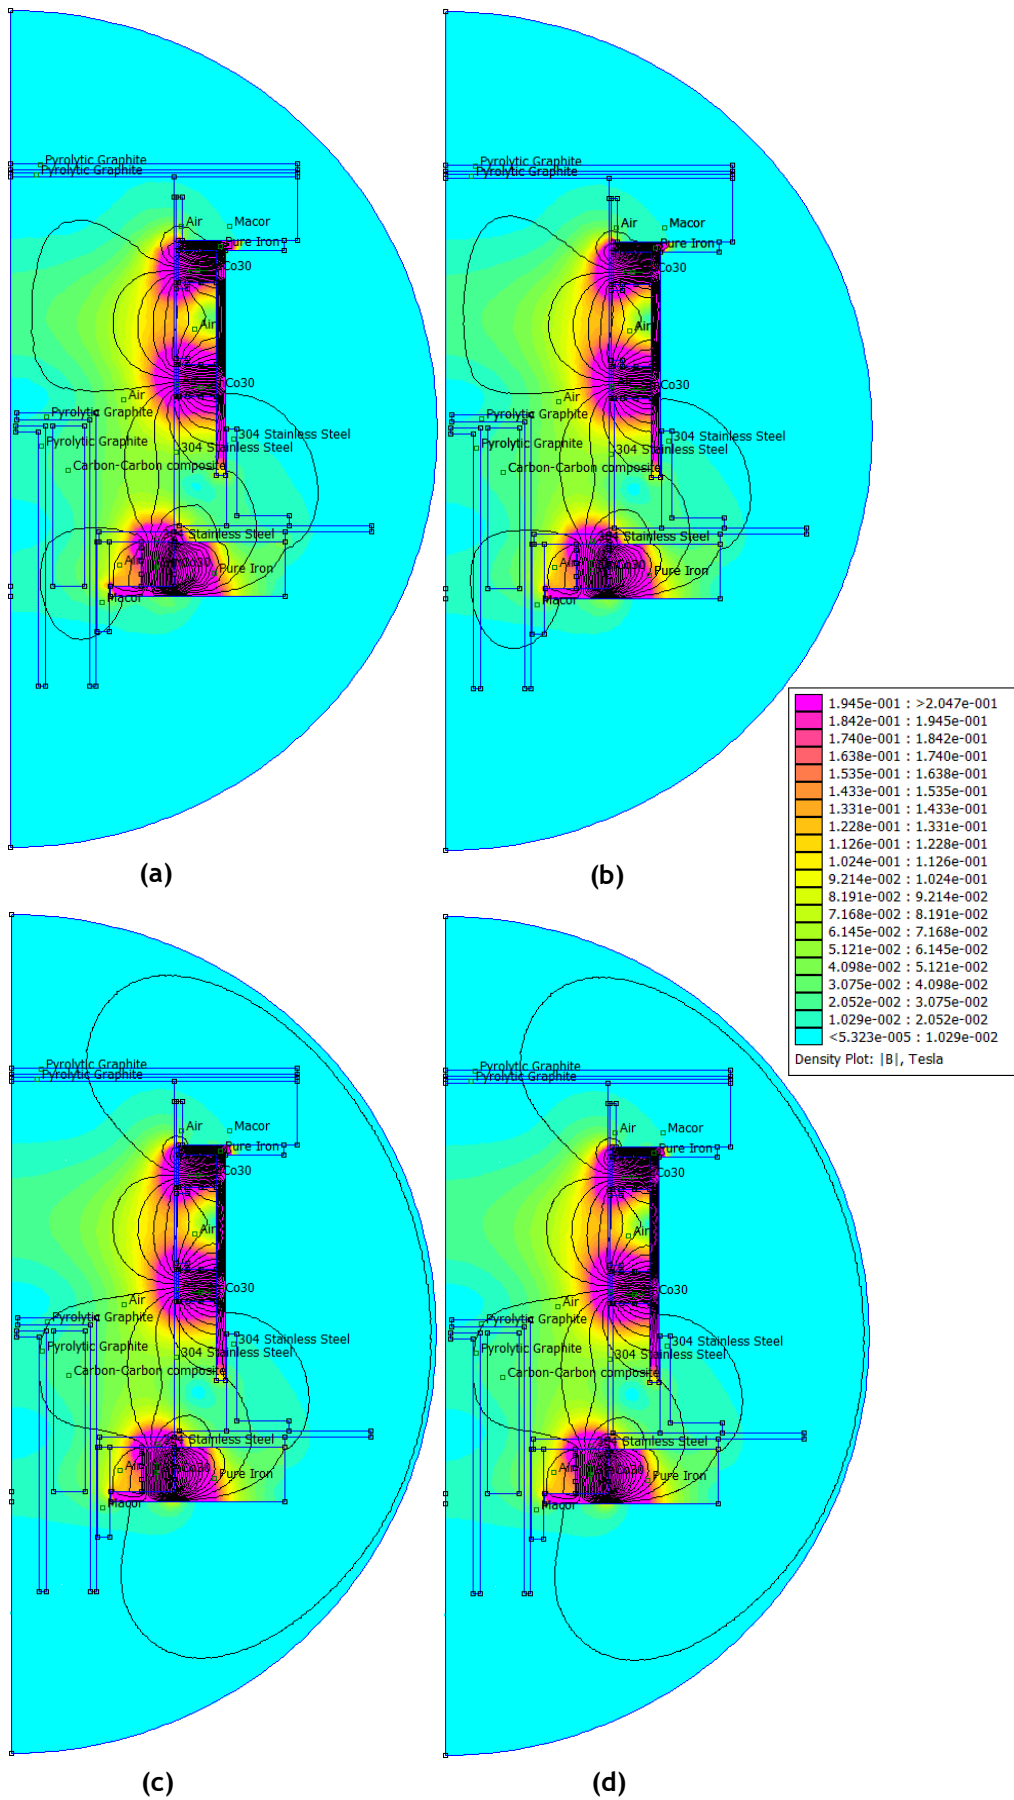 Pyrolytic Graphite
Pyrolytic Graphite
Air
Macor
Pure Iron
Co30
Air
Co30
Air
Pyrolytic Graphite
304 Stainless Steel
Pyrolytic Graphite
304 Stainless Steel
Carbon-Carbon composite
304 Stainless Steel
Air
Co30
Pure Iron
Macor
(a)
Pyrolytic Graphite
Pyrolytic Graphite
Air
Macor
Pure Iron
Co30
Air
Co30
Air
Pyrolytic Graphite
304 Stainless Steel
Pyrolytic Graphite
304 Stainless Steel
Carbon-Carbon composite
304 Stainless Steel
Air
Co30
Pure Iron
Macor
(b)
1.945e-001 : >2.047e-001
1.842e-001 : 1.945e-001
1.740e-001 : 1.842e-001
1.638e-001 : 1.740e-001
1.535e-001 : 1.638e-001
1.433e-001 : 1.535e-001
1.331e-001 : 1.433e-001
1.228e-001 : 1.331e-001
1.126e-001 : 1.228e-001
1.024e-001 : 1.126e-001
9.214e-002 : 1.024e-001
8.191e-002 : 9.214e-002
7.168e-002 : 8.191e-002
6.145e-002 : 7.168e-002
5.121e-002 : 6.145e-002
4.098e-002 : 5.121e-002
3.075e-002 : 4.098e-002
2.052e-002 : 3.075e-002
1.029e-002 : 2.052e-002
<5.323e-005 : 1.029e-002
Density Plot: |B|, Tesla
Pyrolytic Graphite
Pyrolytic Graphite
Air
Macor
Pure Iron
Co30
Air
Co30
Air
Pyrolytic Graphite
304 Stainless Steel
Pyrolytic Graphite
304 Stainless Steel
Carbon-Carbon composite
304 Stainless Steel
Air
Co30
Pure Iron
Macor
(c)
Pyrolytic Graphite
Pyrolytic Graphite
Air
Macor
Pure Iron
Co30
Air
Co30
Air
Pyrolytic Graphite
304 Stainless Steel
Pyrolytic Graphite
304 Stainless Steel
Carbon-Carbon composite
304 Stainless Steel
Air
Co30
Pure Iron
Macor
(d)